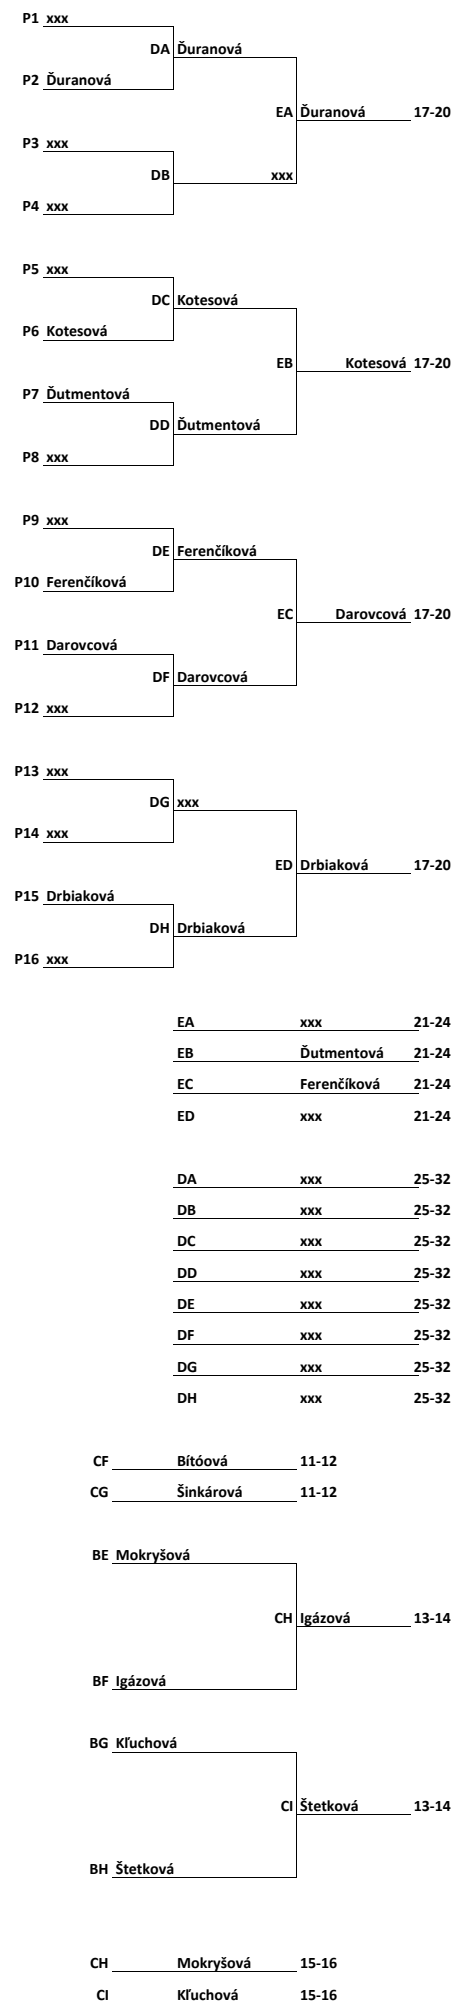 P1 xxx
DA Ďuranová
P2 Ďuranová
EA Ďuranová 17-20
P3 xxx
DB xxx
P4 xxx
P5 xxx
DC Kotesová
P6 Kotesová
EB Kotesová 17-20
P7 Ďutmentová
DD Ďutmentová
P8 xxx
P9 xxx
DE Ferenčíková
P10 Ferenčíková
EC Darovcová 17-20
P11 Darovcová
DF Darovcová
P12 xxx
P13 xxx
DG xxx
P14 xxx
ED Drbiaková 17-20
P15 Drbiaková
DH Drbiaková
P16 xxx
EA xxx 21-24
EB Ďutmentová 21-24
EC Ferenčíková 21-24
ED xxx 21-24
DA xxx 25-32
DB xxx 25-32
DC xxx 25-32
DD xxx 25-32
DE xxx 25-32
DF xxx 25-32
DG xxx 25-32
DH xxx 25-32
CF Bítóová 11-12
CG Šinkárová 11-12
BE Mokryšová
CH Igázová 13-14
BF Igázová
BG Kľuchová
CI Štetková 13-14
BH Štetková
CH Mokryšová 15-16
CI Kľuchová 15-16